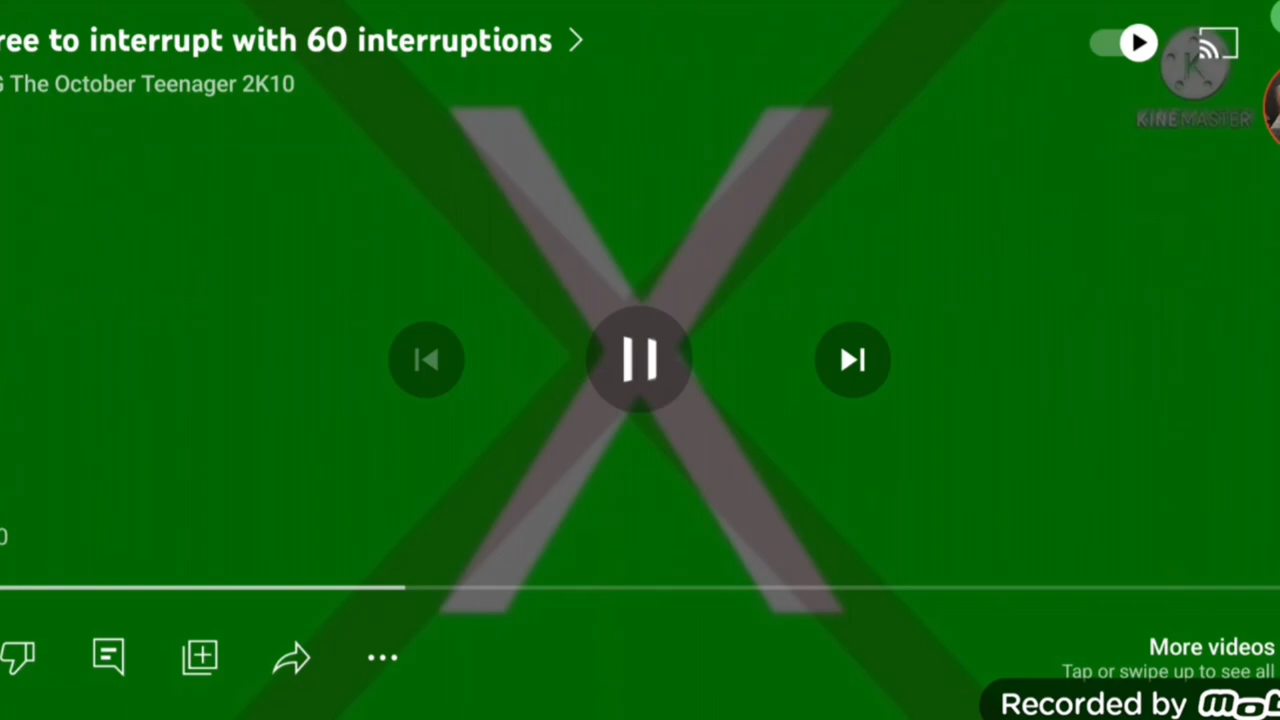 ree to interrupt with 60 interruptions
G The October Teenager 2K10
KINEMASTER
0
More videos
Tap or swipe up to see all
Recorded by